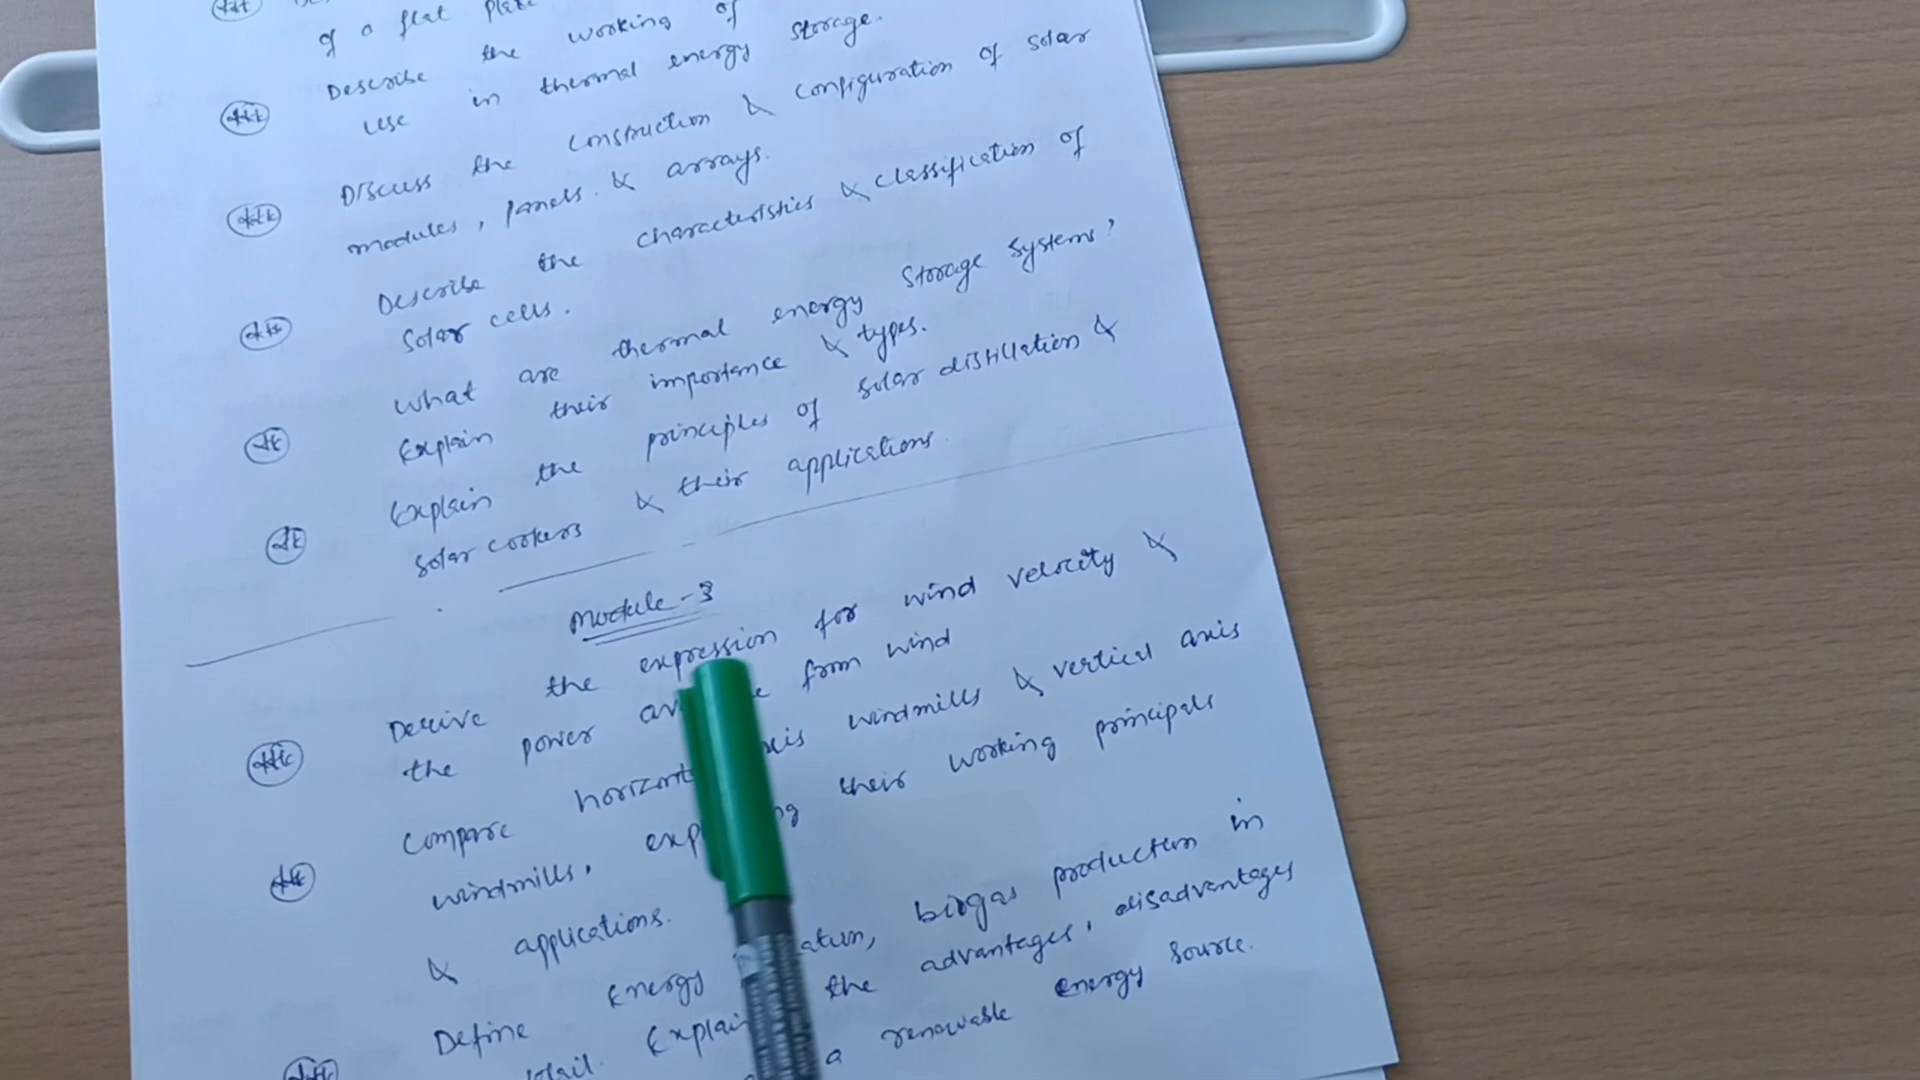 of a flat plate
Describe the working of
use in thermal energy storage.
Discuss the construction & configuration of solar
modules, panels & arrays.
Describe the characteristics & classification of
solar cells.
What are thermal energy storage systems?
Explain their importance & types.
Explain the principles of solar distillation &
solar cookers & their applications.
Module-3
Derive the expression for wind velocity &
the power from wind
Compare windmills & vertical axis
windmills, their working principals
& applications.
Define energy biogas production in
the advantages, disadvantages
a renewable energy source.